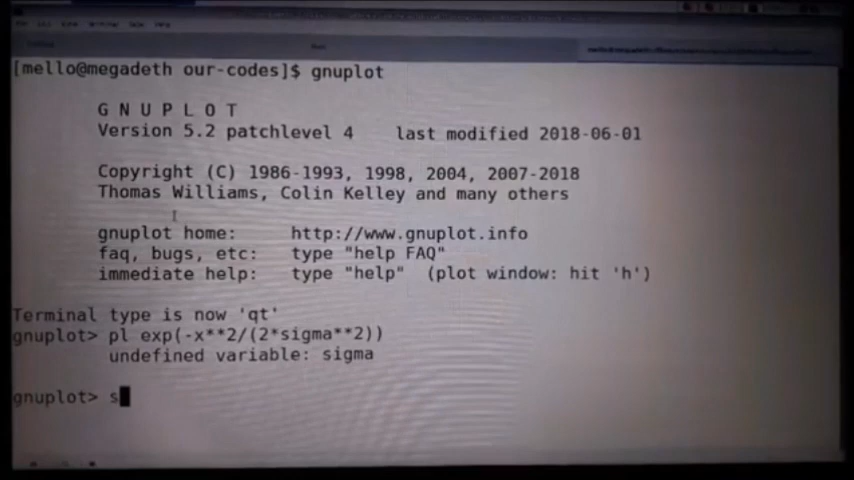 [mello@megadeth our-codes]$ gnuplot
G N U P L O T
Version 5.2 patchlevel 4 last modified 2018-06-01
Copyright (C) 1986-1993, 1998, 2004, 2007-2018
Thomas Williams, Colin Kelley and many others
gnuplot home: http://www.gnuplot.info
faq, bugs, etc: type "help FAQ"
immediate help: type "help" (plot window: hit 'h')
Terminal type is now 'qt'
gnuplot> pl exp(-x**2/(2*sigma**2))
undefined variable: sigma
gnuplot> s